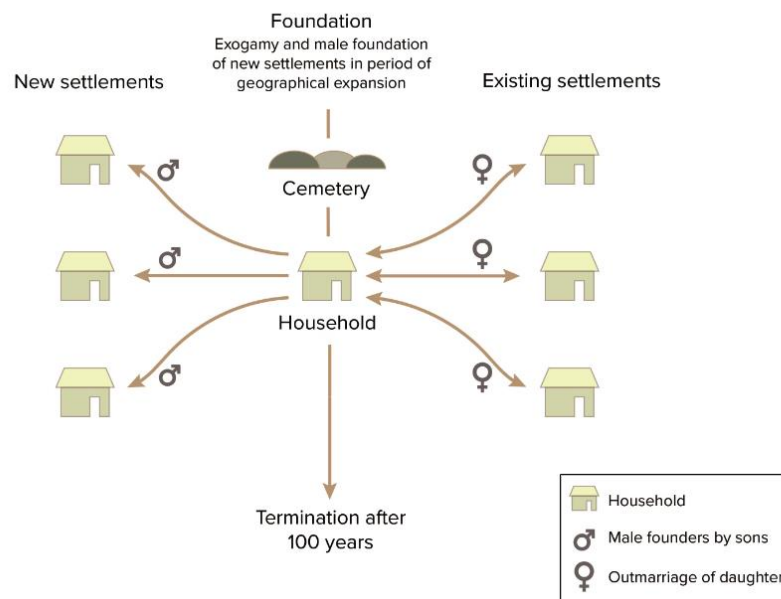 Foundation
Exogamy and male foundation
of new settlements in period of
geographical expansion
New settlements
Existing settlements
♂
♀
Cemetery
♂
♀
Household
♂
♀
Termination after
100 years
Household
♂ Male founders by sons
♀ Outmarriage of daughter